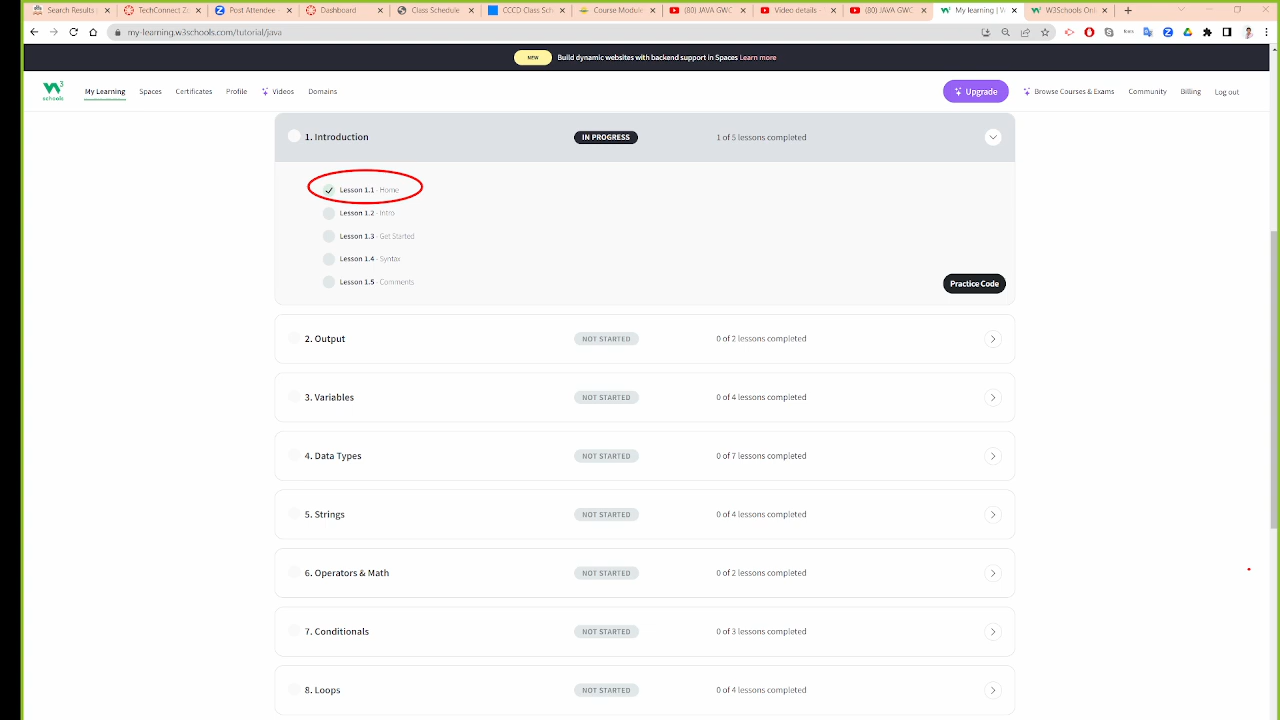 Search Results TechConnect Zo Post Attendee - Dashboard Class Schedule CCCD Class Sch Course Module (80) JAVA GWC Video details - (80) JAVA GWC My learning | W3Schools Onl
my-learning.w3schools.com/tutorial/java
NEW Build dynamic websites with backend support in Spaces Learn more
W3 schools My Learning Spaces Certificates Profile Videos Domains Upgrade Browse Courses & Exams Community Billing Log out
1. Introduction IN PROGRESS 1 of 5 lessons completed
Lesson 1.1 - Home
Lesson 1.2 - Intro
Lesson 1.3 - Get Started
Lesson 1.4 - Syntax
Lesson 1.5 - Comments
Practice Code
2. Output NOT STARTED 0 of 2 lessons completed
3. Variables NOT STARTED 0 of 4 lessons completed
4. Data Types NOT STARTED 0 of 7 lessons completed
5. Strings NOT STARTED 0 of 4 lessons completed
6. Operators & Math NOT STARTED 0 of 2 lessons completed
7. Conditionals NOT STARTED 0 of 3 lessons completed
8. Loops NOT STARTED 0 of 4 lessons completed